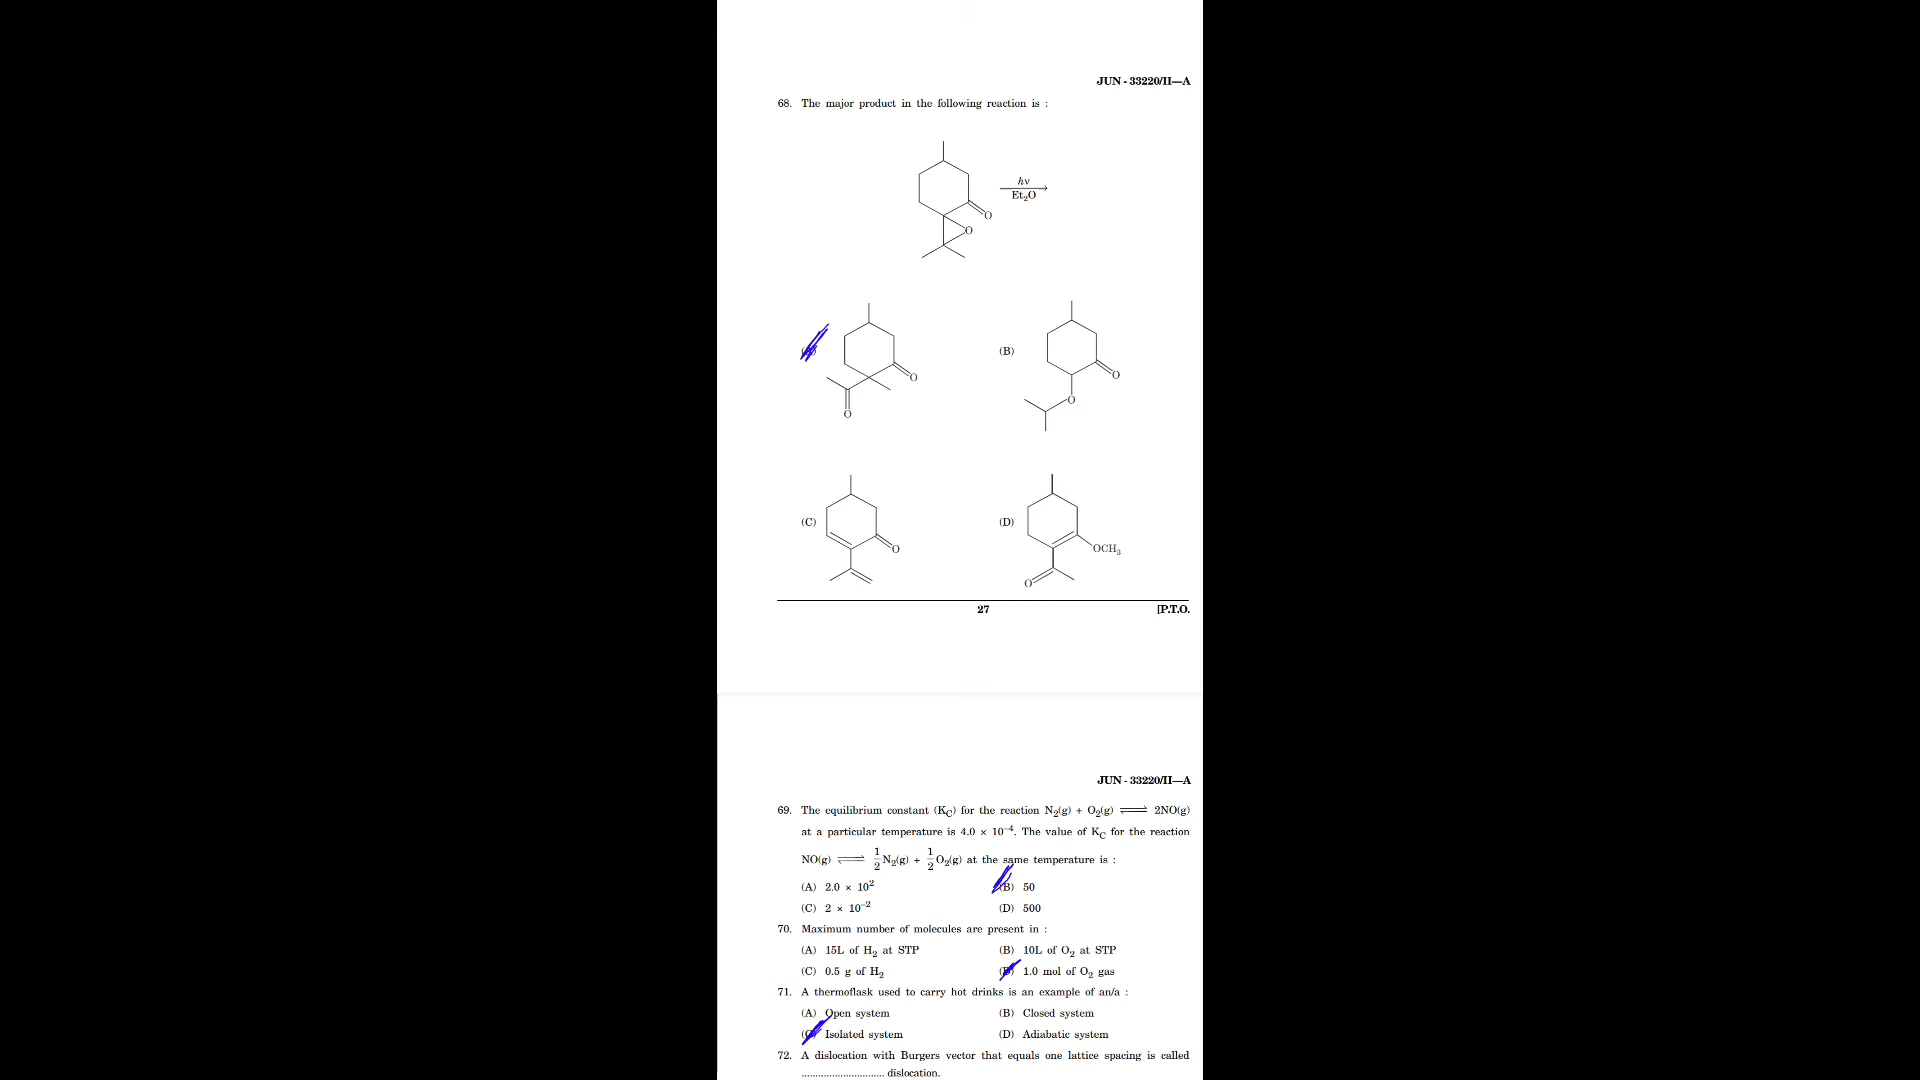 JUN - 33220/II—A
68. The major product in the following reaction is :
hν
Et₂O
O
O
(B)
O
O
O
O
(C)
O
(D)
OCH₃
O
27
[P.T.O.
JUN - 33220/II—A
69. The equilibrium constant (K_C) for the reaction N₂(g) + O₂(g) ⇌ 2NO(g)
at a particular temperature is 4.0 × 10⁻⁴. The value of K_C for the reaction
NO(g) ⇌ 1/2 N₂(g) + 1/2 O₂(g) at the same temperature is :
(A) 2.0 × 10² (B) 50
(C) 2 × 10⁻² (D) 500
70. Maximum number of molecules are present in :
(A) 15L of H₂ at STP (B) 10L of O₂ at STP
(C) 0.5 g of H₂ (D) 1.0 mol of O₂ gas
71. A thermoflask used to carry hot drinks is an example of an/a :
(A) Open system (B) Closed system
(C) Isolated system (D) Adiabatic system
72. A dislocation with Burgers vector that equals one lattice spacing is called
............................. dislocation.